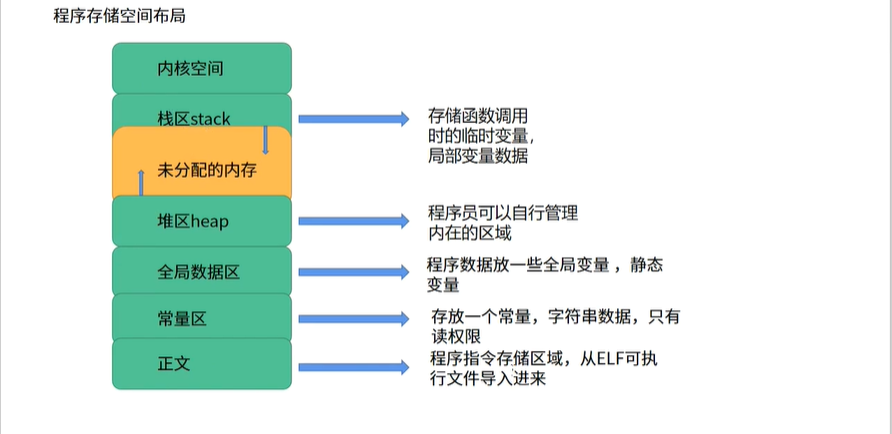 程序存储空间布局
内核空间
栈区stack
存储函数调用
时的临时变量，
局部变量数据
未分配的内存
堆区heap
程序员可以自行管理
内在的区域
全局数据区
程序数据放一些全局变量 ，静态
变量
常量区
存放一个常量，字符串数据，只有
读权限
正文
程序指令存储区域，从ELF可执
行文件导入进来